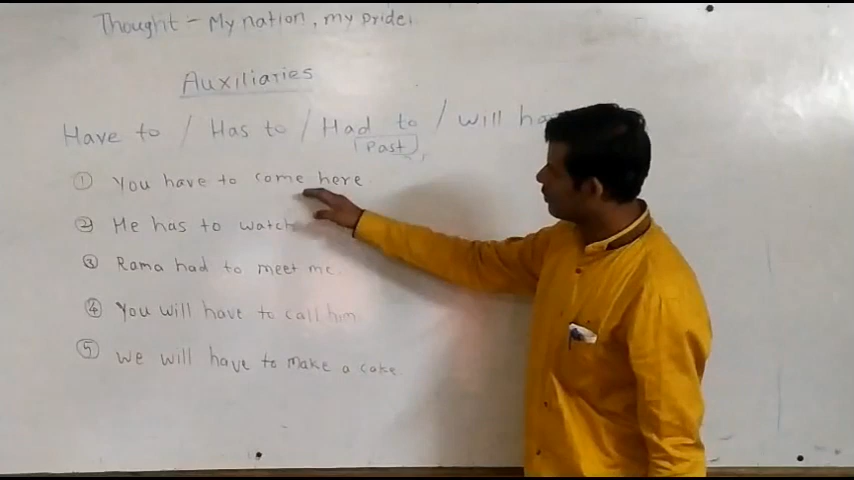 Thought - My nation, my pride.
Auxiliaries
Have to / Has to / Had to / will ha
Past
① You have to come here.
② He has to watch
③ Rama had to meet me.
④ You will have to call him
⑤ We will have to make a cake.